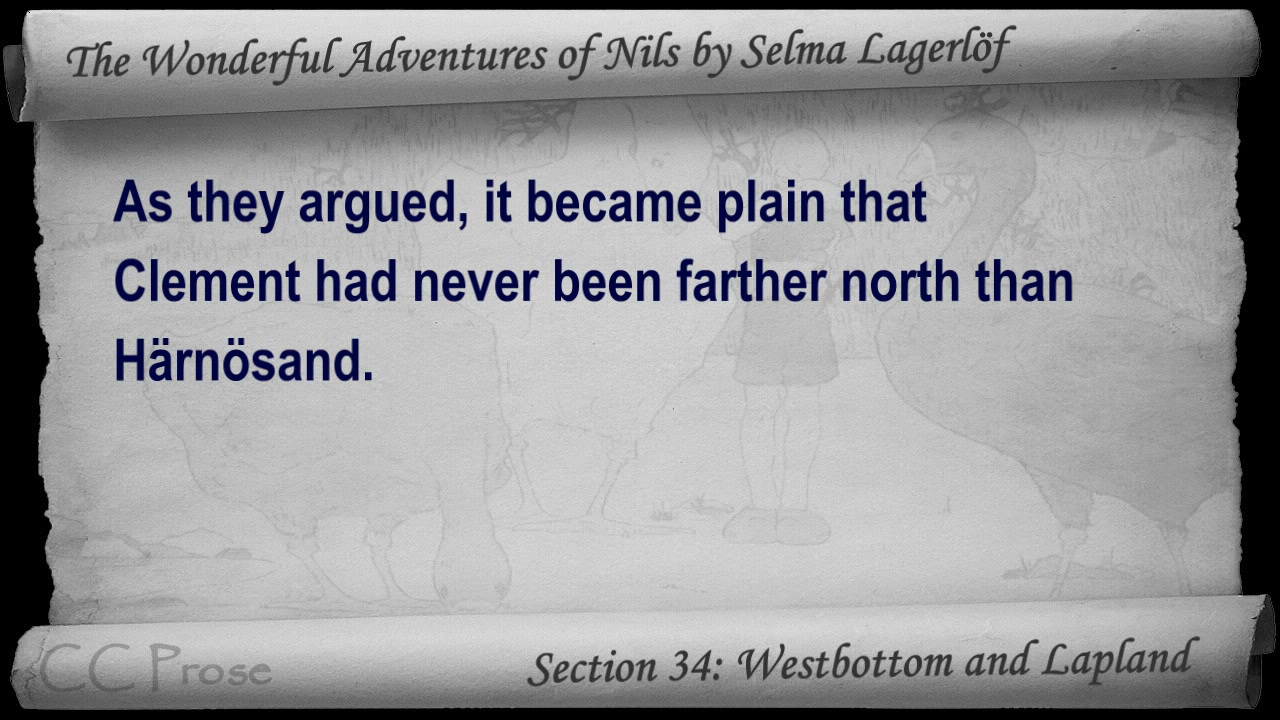 The Wonderful Adventures of Nils by Selma Lagerlöf
As they argued, it became plain that
Clement had never been farther north than
Härnösand.
CC Prose
Section 34: Westbottom and Lapland